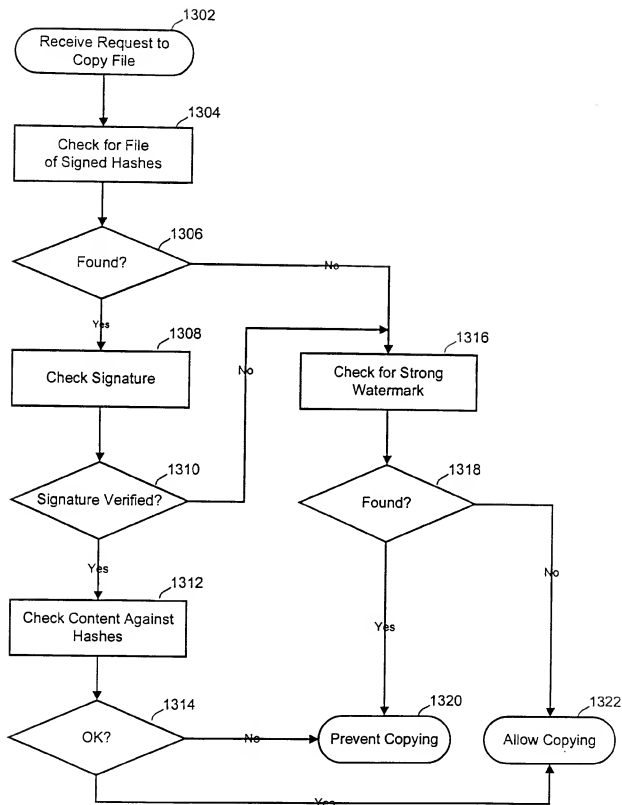 1302
Receive Request to
Copy File
1304
Check for File
of Signed Hashes
1306
Found?
No
Yes
1308
Check Signature
1316
Check for Strong
Watermark
No
1310
Signature Verified?
1318
Found?
Yes
No
1312
Check Content Against
Hashes
Yes
1314
OK?
No
1320
Prevent Copying
1322
Allow Copying
Yes